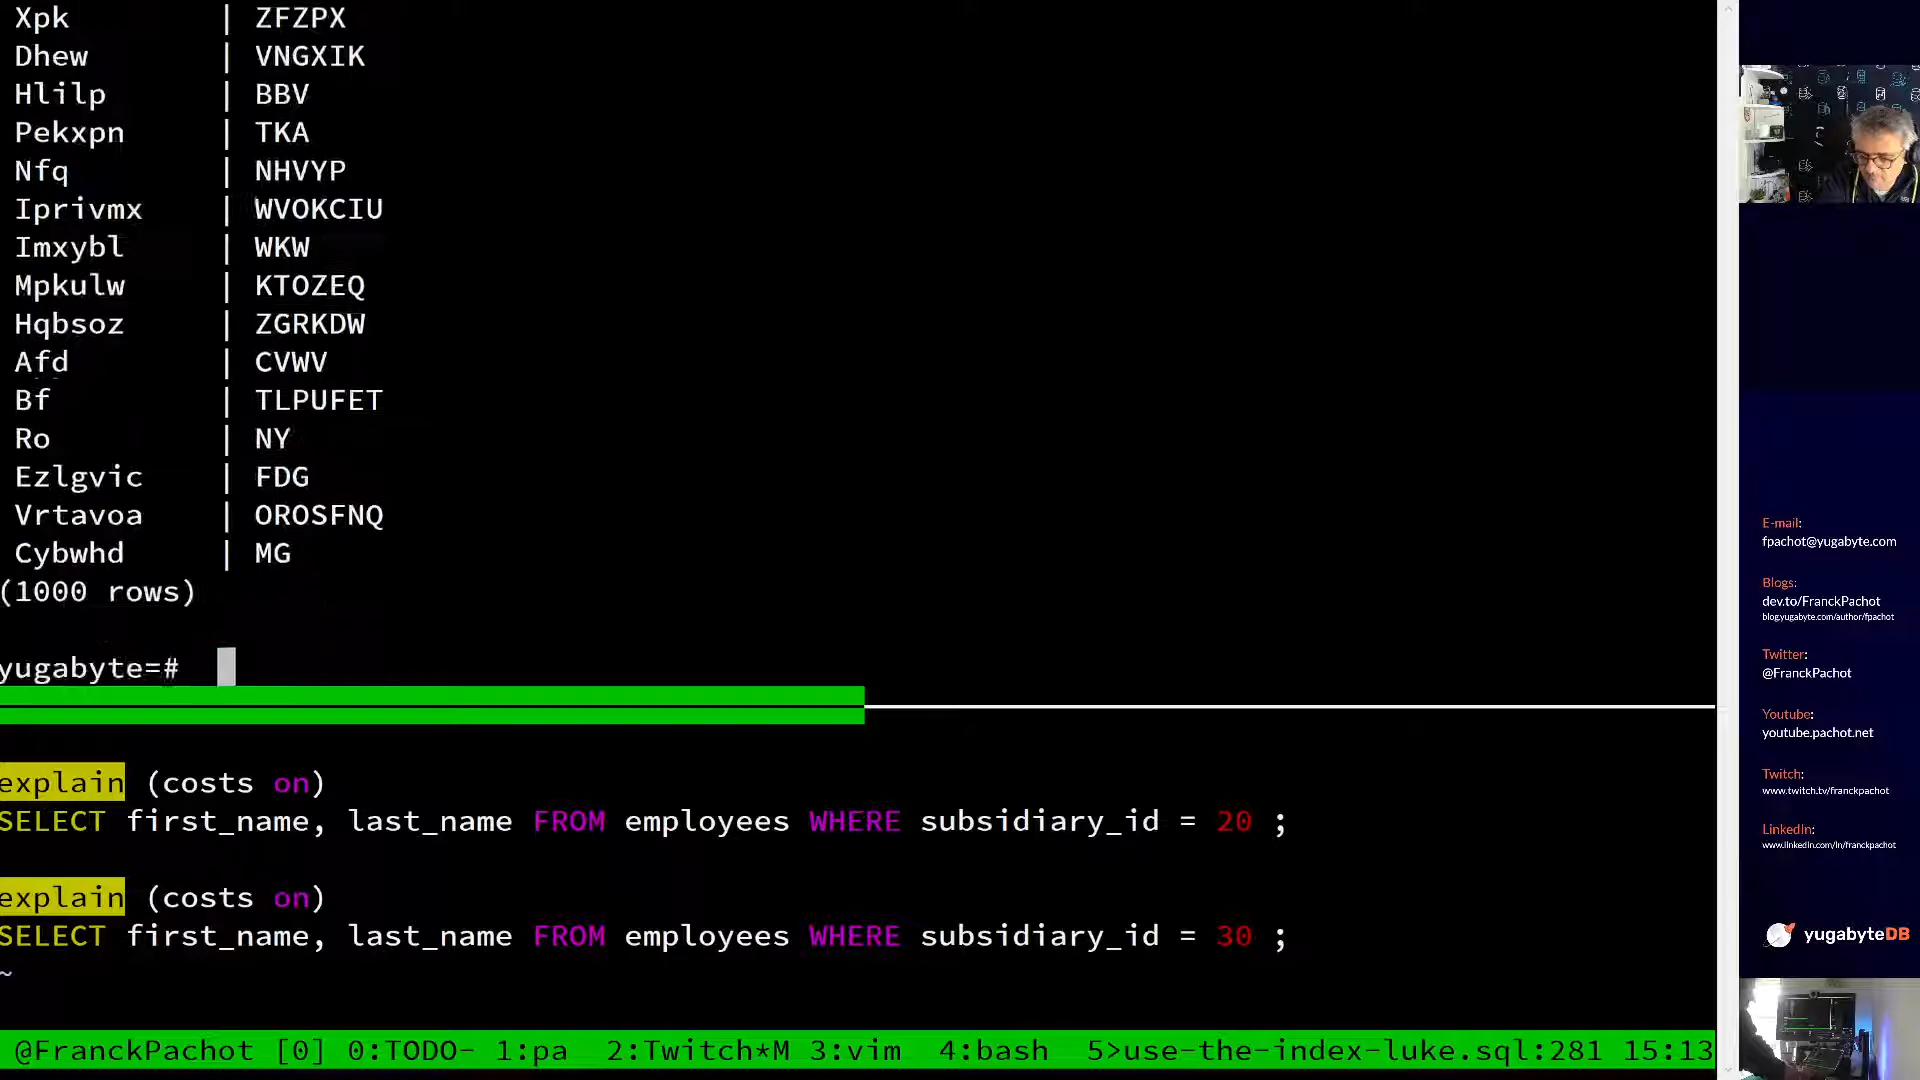 Xpk | ZFZPX
Dhew | VNGXIK
Hlilp | BBV
Pekxpn | TKA
Nfq | NHVYP
Iprivmx | WVOKCIU
Imxybl | WKW
Mpkulw | KTOZEQ
Hqbsoz | ZGRKDW
Afd | CVWV
Bf | TLPUFET
Ro | NY
Ezlgvic | FDG
Vrtavoa | OROSFNQ
Cybwhd | MG
(1000 rows)
yugabyte=#
explain (costs on)
SELECT first_name, last_name FROM employees WHERE subsidiary_id = 20 ;
explain (costs on)
SELECT first_name, last_name FROM employees WHERE subsidiary_id = 30 ;
~
@FranckPachot [0] 0:TODO- 1:pa 2:Twitch*M 3:vim 4:bash 5>use-the-index-luke.sql:281 15:13
E-mail:
fpachot@yugabyte.com
Blogs:
dev.to/FranckPachot
blog.yugabyte.com/author/fpachot
Twitter:
@FranckPachot
Youtube:
youtube.pachot.net
Twitch:
www.twitch.tv/franckpachot
LinkedIn:
www.linkedin.com/in/franckpachot
yugabyteDB